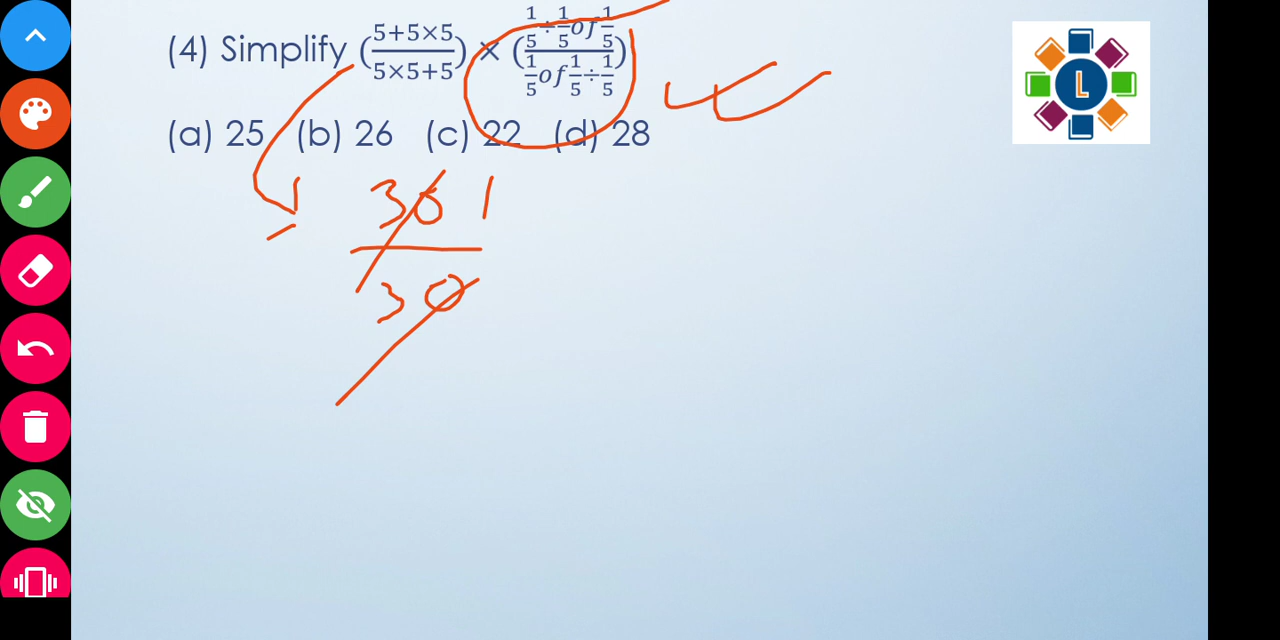 (4) Simplify (5+5×5/5×5+5) × (1/5 ÷ 1/5 of 1/5 / 1/5 of 1/5 ÷ 1/5)
(a) 25 (b) 26 (c) 22 (d) 28
30 1
30
L